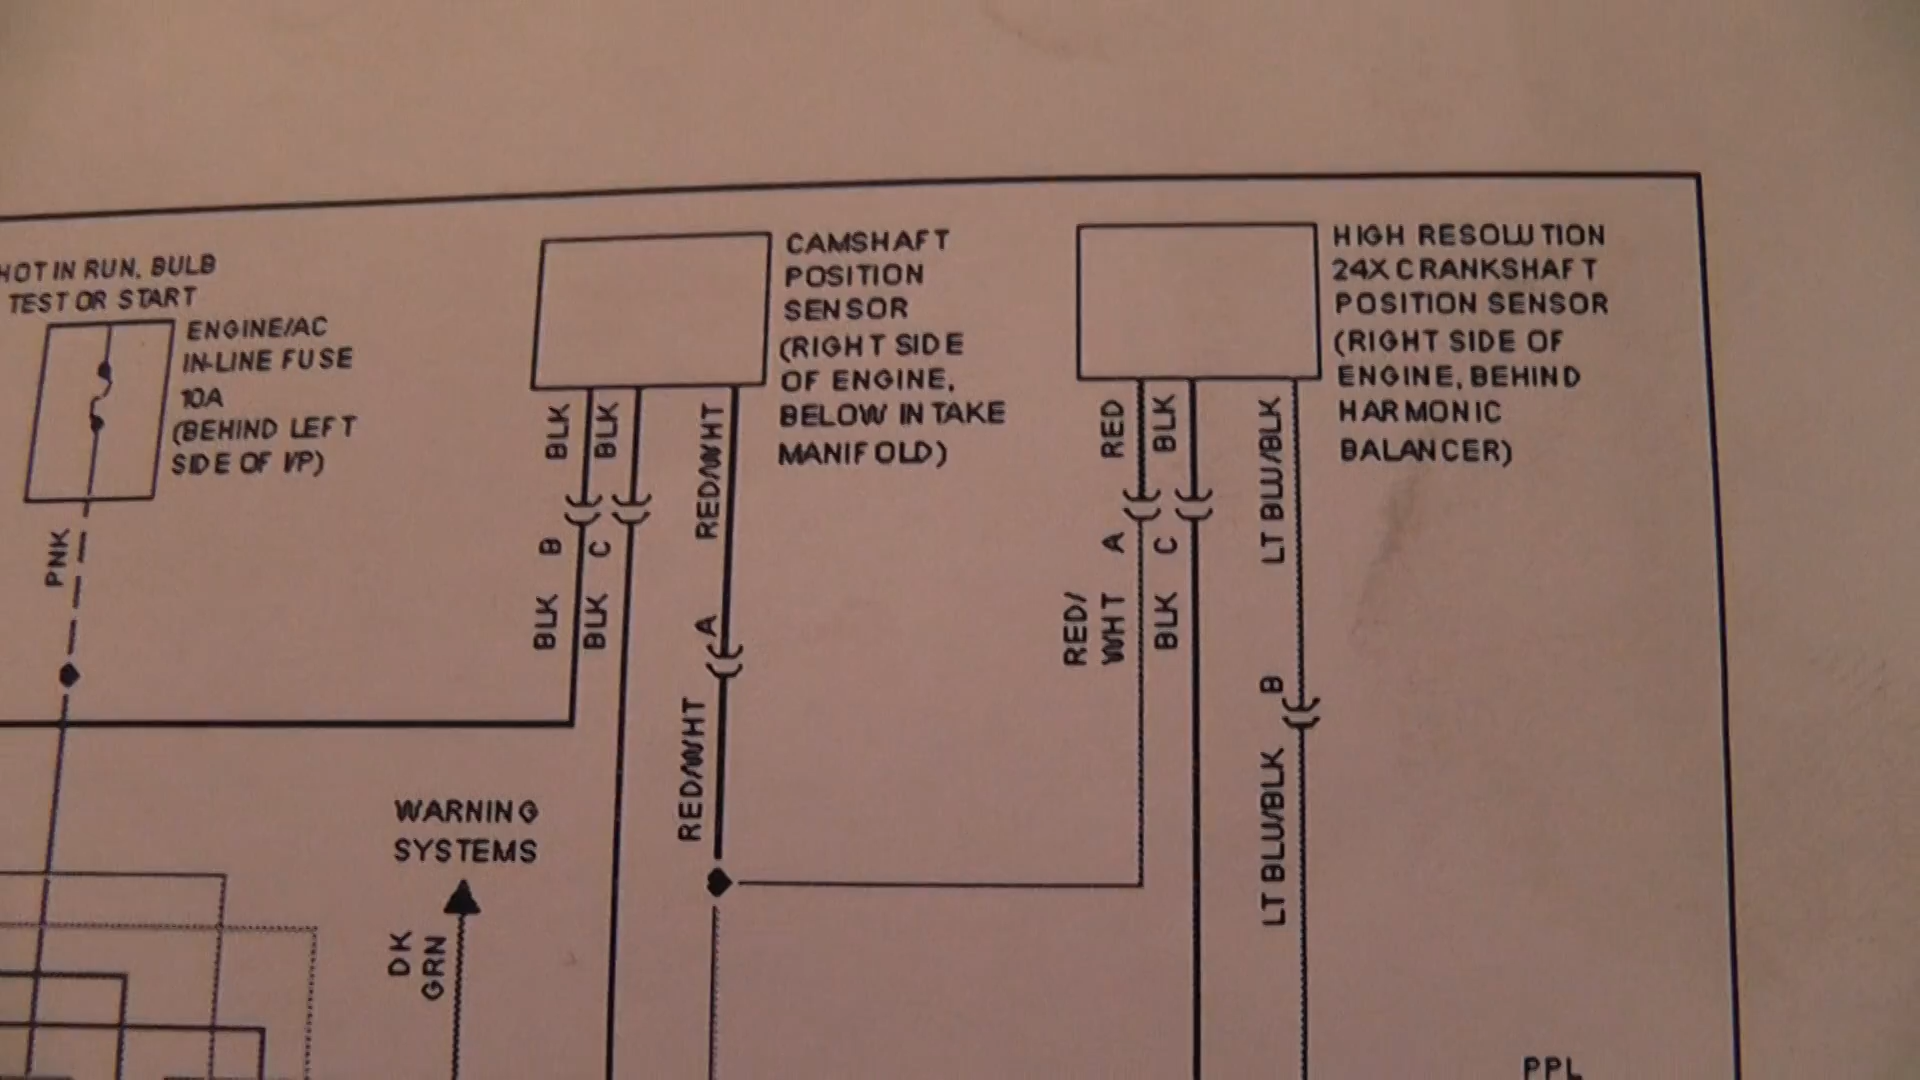 HOT IN RUN, BULB
TEST OR START
ENGINE/AC
IN-LINE FUSE
10A
(BEHIND LEFT
SIDE OF I/P)
PNK
CAMSHAFT
POSITION
SENSOR
(RIGHT SIDE
OF ENGINE,
BELOW INTAKE
MANIFOLD)
BLK
BLK
RED/WHT
B
C
A
BLK
BLK
RED/WHT
HIGH RESOLUTION
24X CRANKSHAFT
POSITION SENSOR
(RIGHT SIDE OF
ENGINE, BEHIND
HARMONIC
BALANCER)
RED
BLK
LT BLU/BLK
A
C
B
RED/
WHT
BLK
LT BLU/BLK
WARNING
SYSTEMS
DK
GRN
PPL